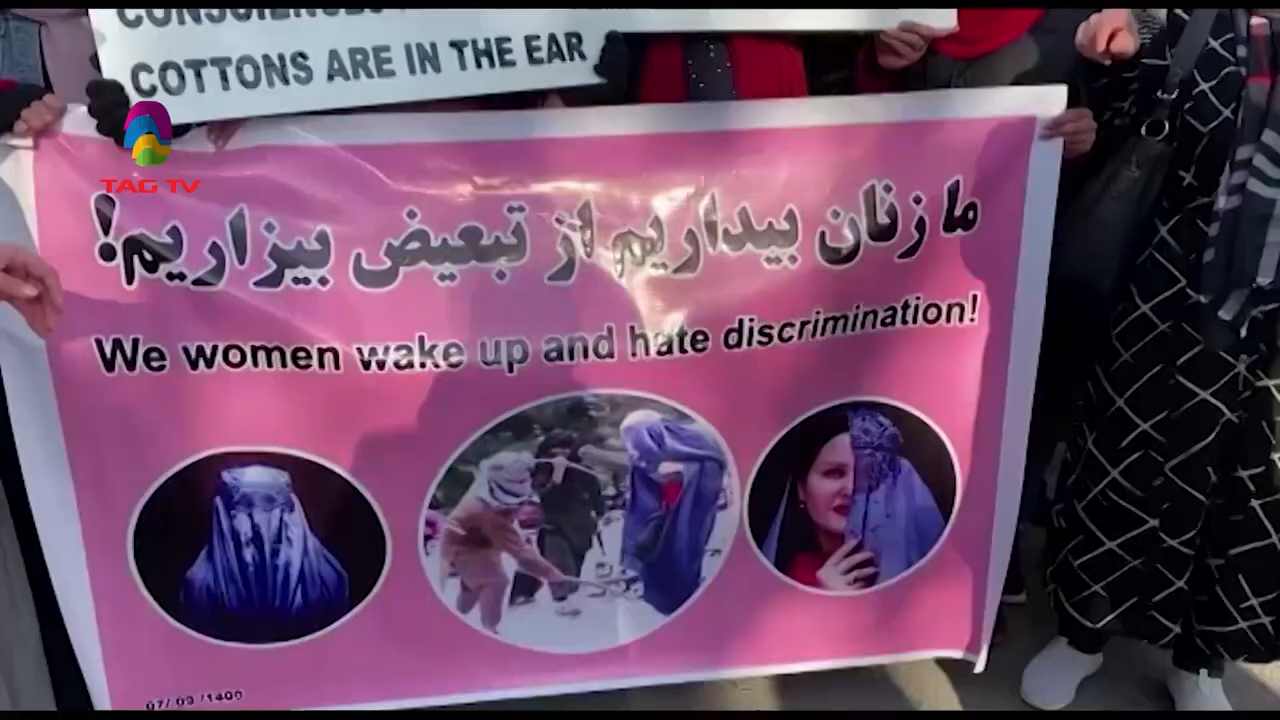 CONSCIENCES
COTTONS ARE IN THE EAR
TAG TV
ما زنان بیداریم از تبعیض بیزاریم!
We women wake up and hate discrimination!
07/ 09 /1400